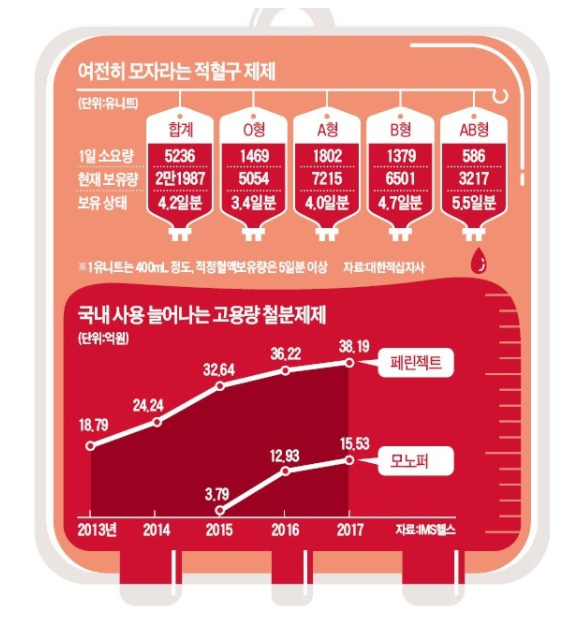 여전히 모자라는 적혈구 제제
(단위:유니트)
합계 O형 A형 B형 AB형
1일 소요량 5236 1469 1802 1379 586
현재 보유량 2만1987 5054 7215 6501 3217
보유 상태 4.2일분 3.4일분 4.0일분 4.7일분 5.5일분
※1유니트는 400mL 정도, 적정혈액보유량은 5일분 이상 자료:대한적십자사
국내 사용 늘어나는 고용량 철분제제
(단위:억원)
38.19
36.22
페린젝트
32.64
24.24
18.79
15.53
12.93
모노퍼
3.79
2013년 2014 2015 2016 2017 자료:IMS헬스